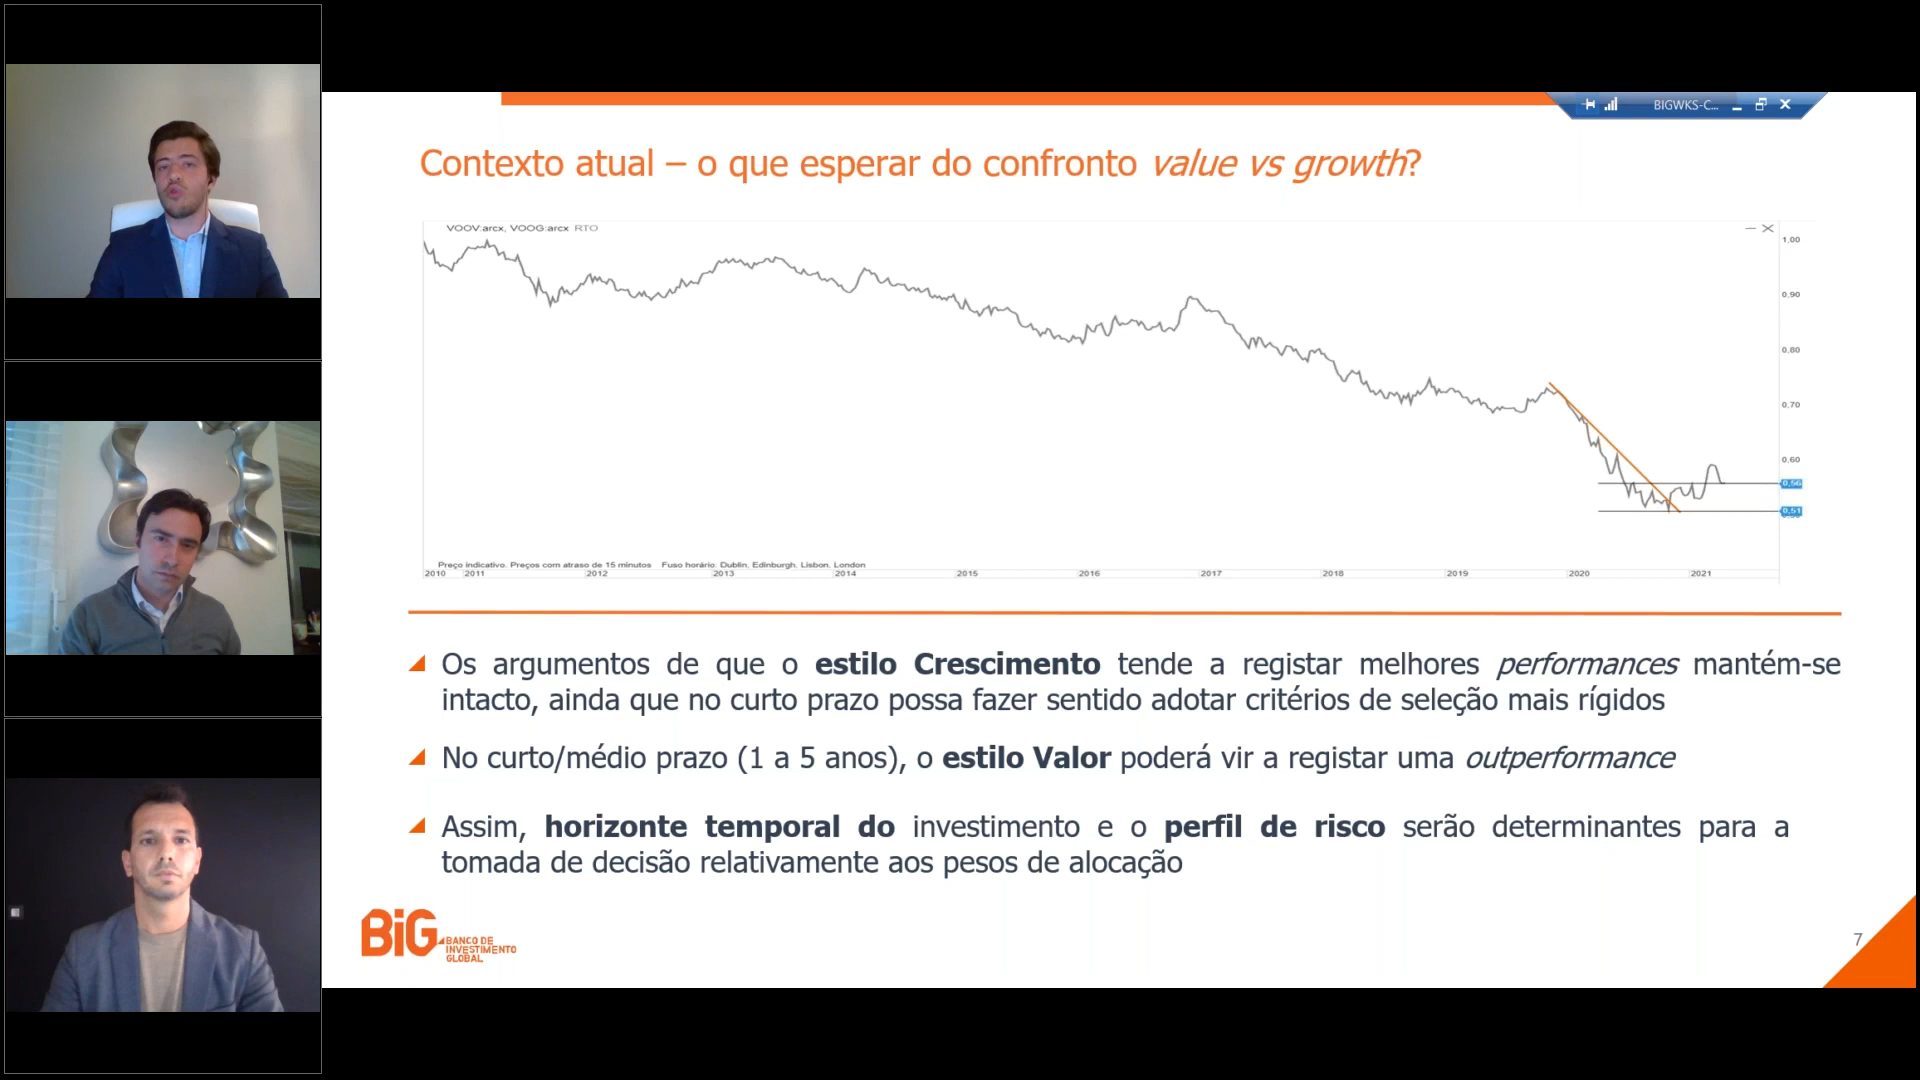 BIGWKS-C...
Contexto atual – o que esperar do confronto value vs growth?
VOOV:arcx, VOOG:arcx RTO
1,00
0,90
0,80
0,70
0,60
0,56
0,51
Preço indicativo. Preços com atraso de 15 minutos Fuso horário: Dublin, Edinburgh, Lisbon, London
2010 2011 2012 2013 2014 2015 2016 2017 2018 2019 2020 2021
Os argumentos de que o estilo Crescimento tende a registar melhores performances mantém-se
intacto, ainda que no curto prazo possa fazer sentido adotar critérios de seleção mais rígidos
No curto/médio prazo (1 a 5 anos), o estilo Valor poderá vir a registar uma outperformance
Assim, horizonte temporal do investimento e o perfil de risco serão determinantes para a
tomada de decisão relativamente aos pesos de alocação
BiG
BANCO DE
INVESTIMENTO
GLOBAL
7